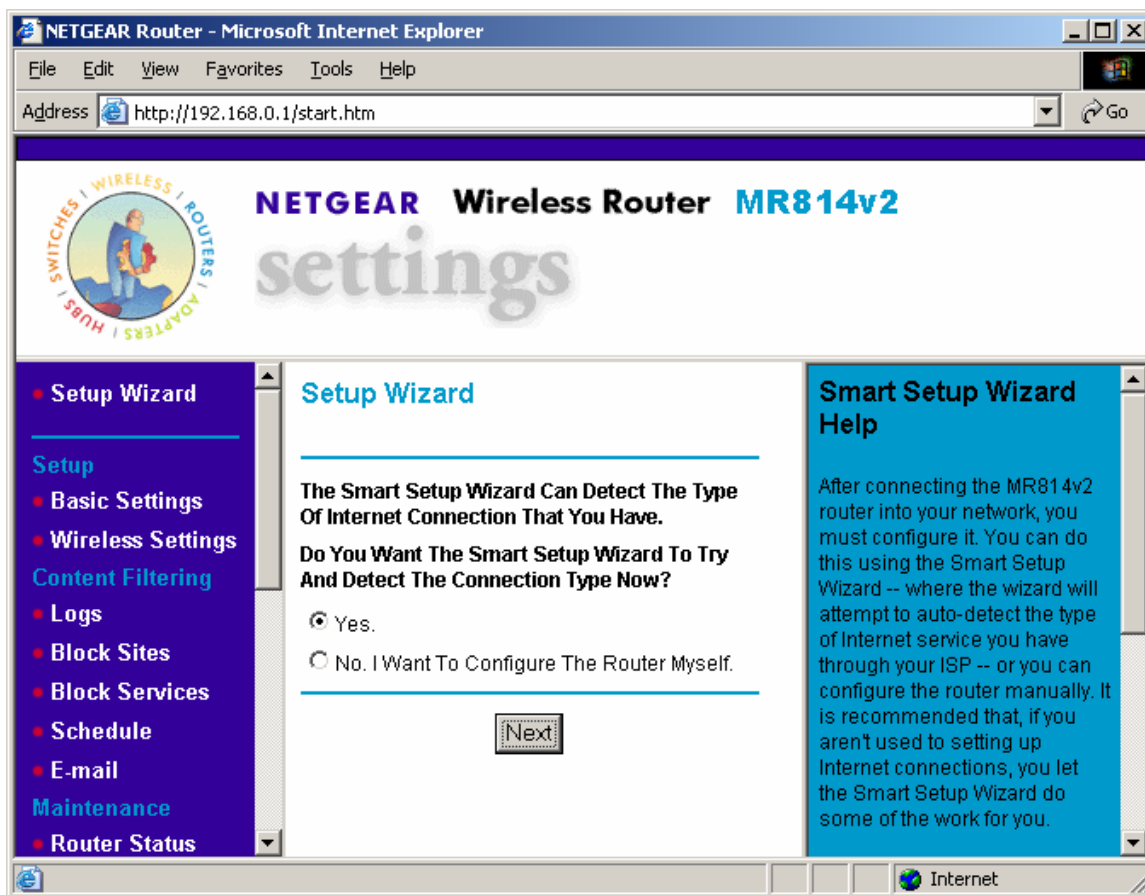 NETGEAR Router - Microsoft Internet Explorer
File Edit View Favorites Tools Help
Address http://192.168.0.1/start.htm Go
SWITCHES | WIRELESS | ROUTERS | ADAPTERS | HUBS |
NETGEAR Wireless Router MR814v2
settings
Setup Wizard
Setup
Basic Settings
Wireless Settings
Content Filtering
Logs
Block Sites
Block Services
Schedule
E-mail
Maintenance
Router Status
Setup Wizard
The Smart Setup Wizard Can Detect The Type
Of Internet Connection That You Have.
Do You Want The Smart Setup Wizard To Try
And Detect The Connection Type Now?
Yes.
No. I Want To Configure The Router Myself.
Next
Smart Setup Wizard
Help
After connecting the MR814v2
router into your network, you
must configure it. You can do
this using the Smart Setup
Wizard -- where the wizard will
attempt to auto-detect the type
of Internet service you have
through your ISP -- or you can
configure the router manually. It
is recommended that, if you
aren't used to setting up
Internet connections, you let
the Smart Setup Wizard do
some of the work for you.
Internet